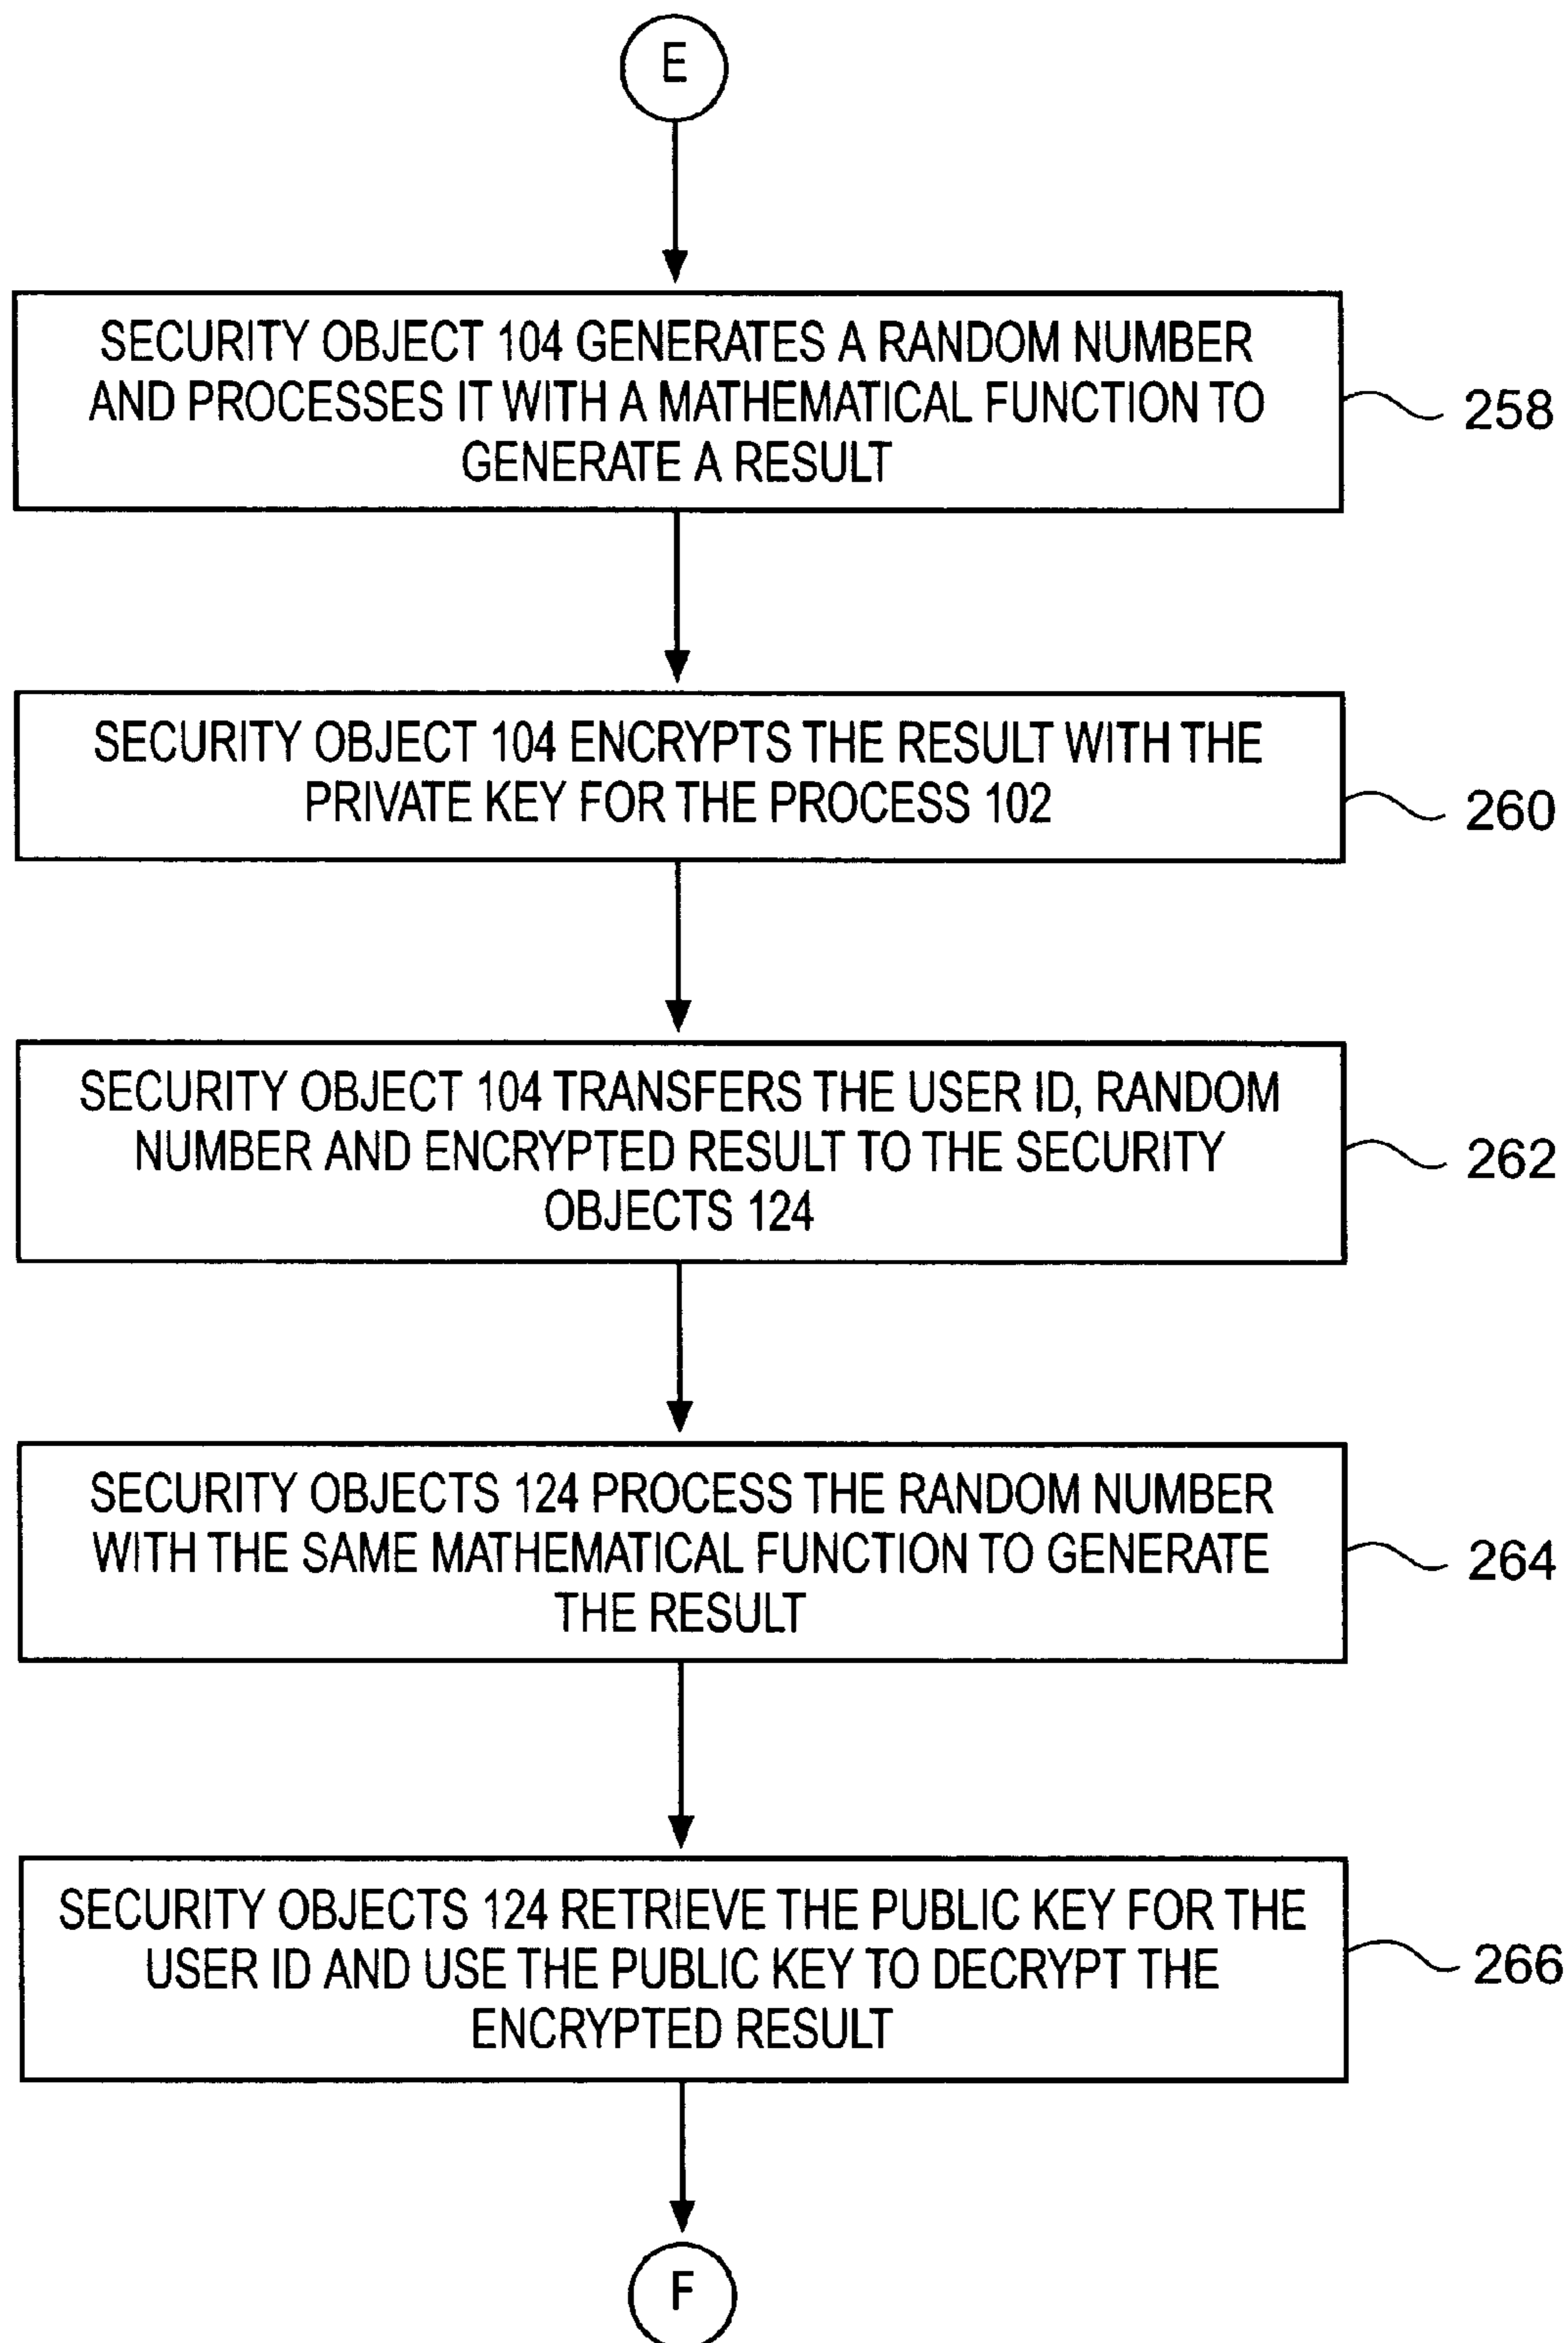 E
SECURITY OBJECT 104 GENERATES A RANDOM NUMBER
AND PROCESSES IT WITH A MATHEMATICAL FUNCTION TO
GENERATE A RESULT
258
SECURITY OBJECT 104 ENCRYPTS THE RESULT WITH THE
PRIVATE KEY FOR THE PROCESS 102
260
SECURITY OBJECT 104 TRANSFERS THE USER ID, RANDOM
NUMBER AND ENCRYPTED RESULT TO THE SECURITY
OBJECTS 124
262
SECURITY OBJECTS 124 PROCESS THE RANDOM NUMBER
WITH THE SAME MATHEMATICAL FUNCTION TO GENERATE
THE RESULT
264
SECURITY OBJECTS 124 RETRIEVE THE PUBLIC KEY FOR THE
USER ID AND USE THE PUBLIC KEY TO DECRYPT THE
ENCRYPTED RESULT
266
F